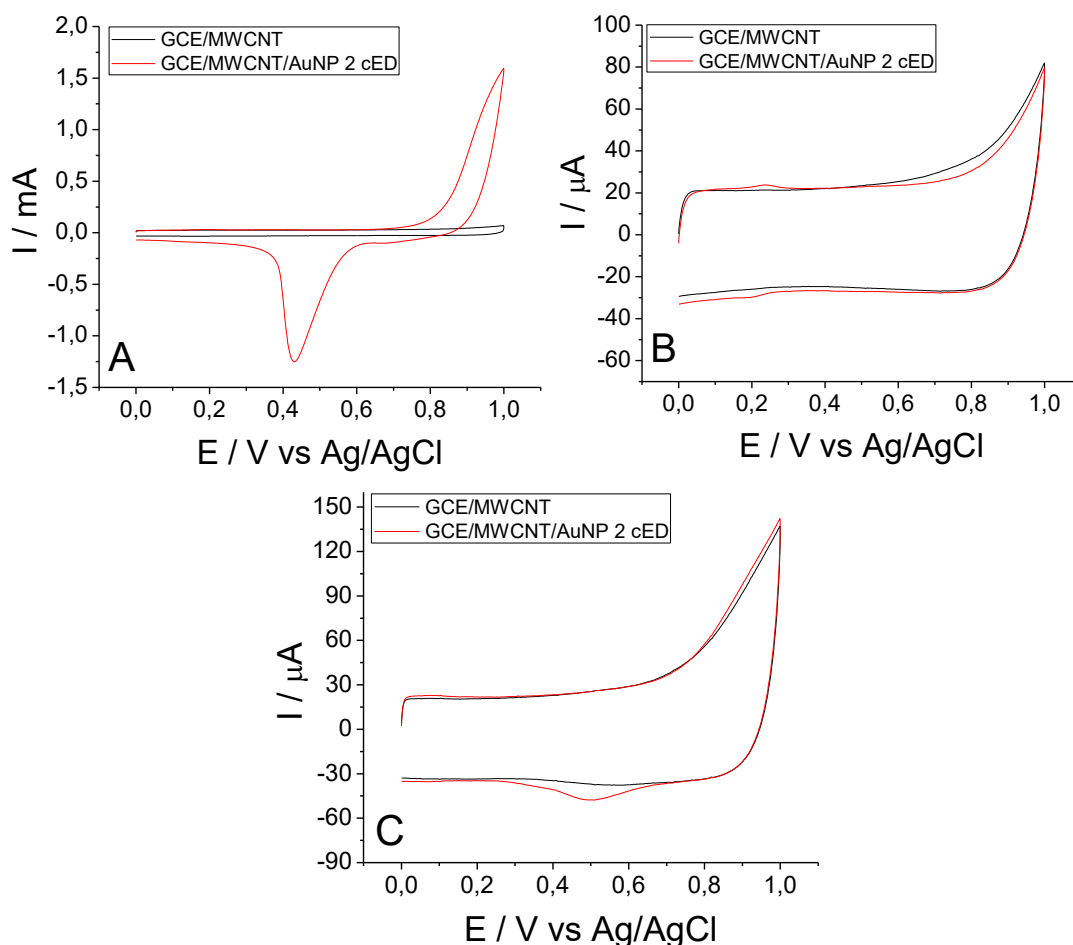 GCE/MWCNT
GCE/MWCNT/AuNP 2 cED
2,0
1,5
1,0
0,5
0,0
-0,5
-1,0
-1,5
I / mA
A
0,0 0,2 0,4 0,6 0,8 1,0
E / V vs Ag/AgCl
GCE/MWCNT
GCE/MWCNT/AuNP 2 cED
100
80
60
40
20
0
-20
-40
-60
I / μA
B
0,0 0,2 0,4 0,6 0,8 1,0
E / V vs Ag/AgCl
GCE/MWCNT
GCE/MWCNT/AuNP 2 cED
150
120
90
60
30
0
-30
-60
-90
I / μA
C
0,0 0,2 0,4 0,6 0,8 1,0
E / V vs Ag/AgCl